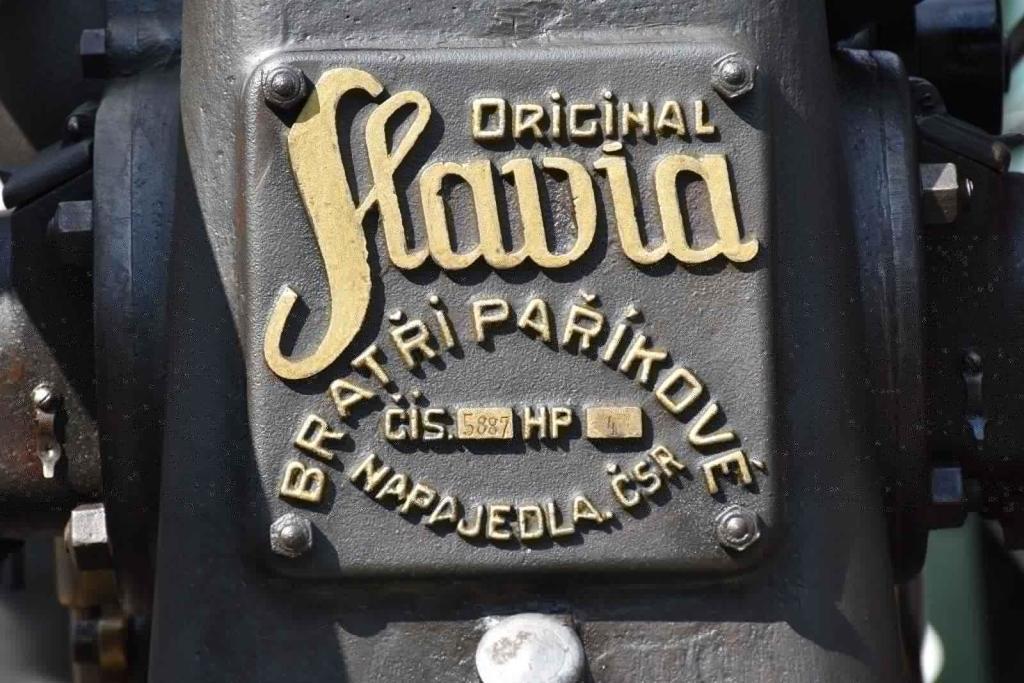 ORIGINAL
Slavia
BRATŘI PAŘÍKOVÉ
ČÍS. 5887 HP 4
NAPAJEDLA. ČSR